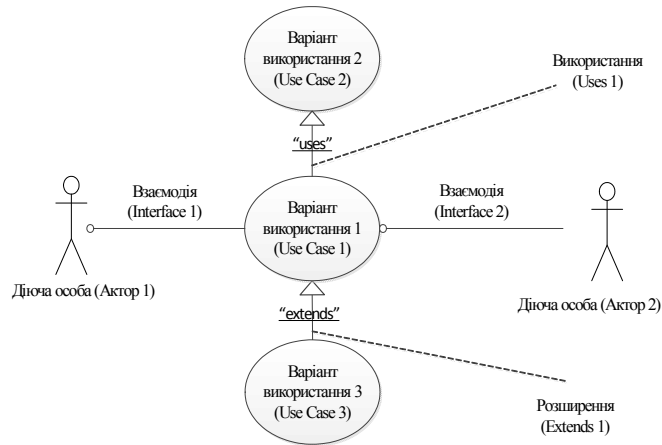 Варіант
використання 2
(Use Case 2)
Використання
(Uses 1)
“uses”
Взаємодія
(Interface 1)
Варіант
використання 1
(Use Case 1)
Взаємодія
(Interface 2)
Діюча особа (Актор 1)
Діюча особа (Актор 2)
“extends”
Варіант
використання 3
(Use Case 3)
Розширення
(Extends 1)